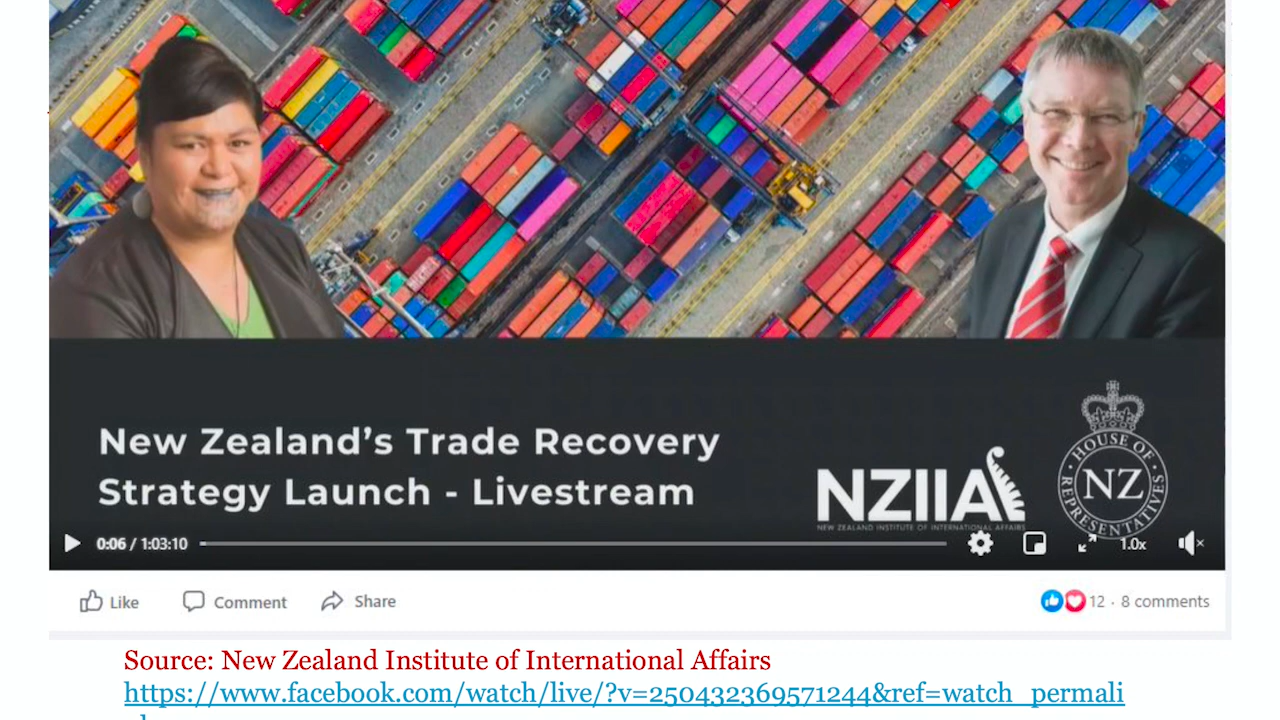 New Zealand's Trade Recovery
Strategy Launch - Livestream
NZIIA
NEW ZEALAND INSTITUTE OF INTERNATIONAL AFFAIRS
HOUSE OF
NZ
REPRESENTATIVES
0:06 / 1:03:10
1.0x
Like
Comment
Share
12 · 8 comments
Source: New Zealand Institute of International Affairs
https://www.facebook.com/watch/live/?v=250432369571244&ref=watch_permali